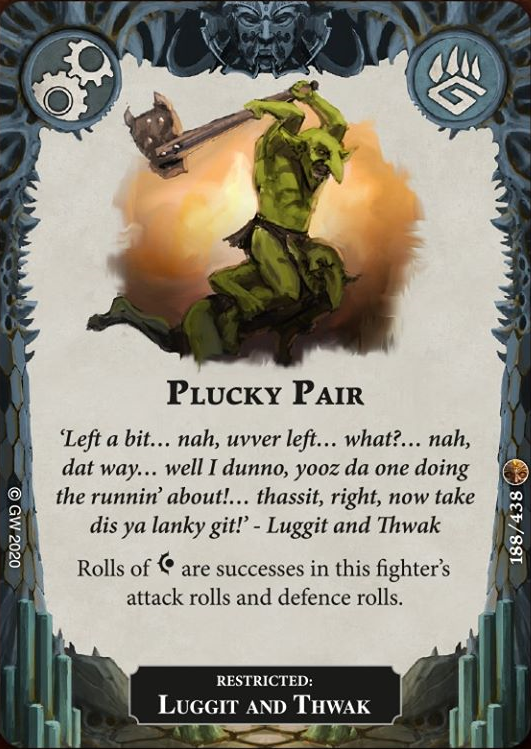 Plucky Pair
‘Left a bit... nah, uvver left... what?... nah,
dat way... well I dunno, yooz da one doing
the runnin’ about!... thassit, right, now take
dis ya lanky git!’ - Luggit and Thwak
Rolls of are successes in this fighter’s
attack rolls and defence rolls.
© GW 2020
188/438
RESTRICTED:
Luggit and Thwak